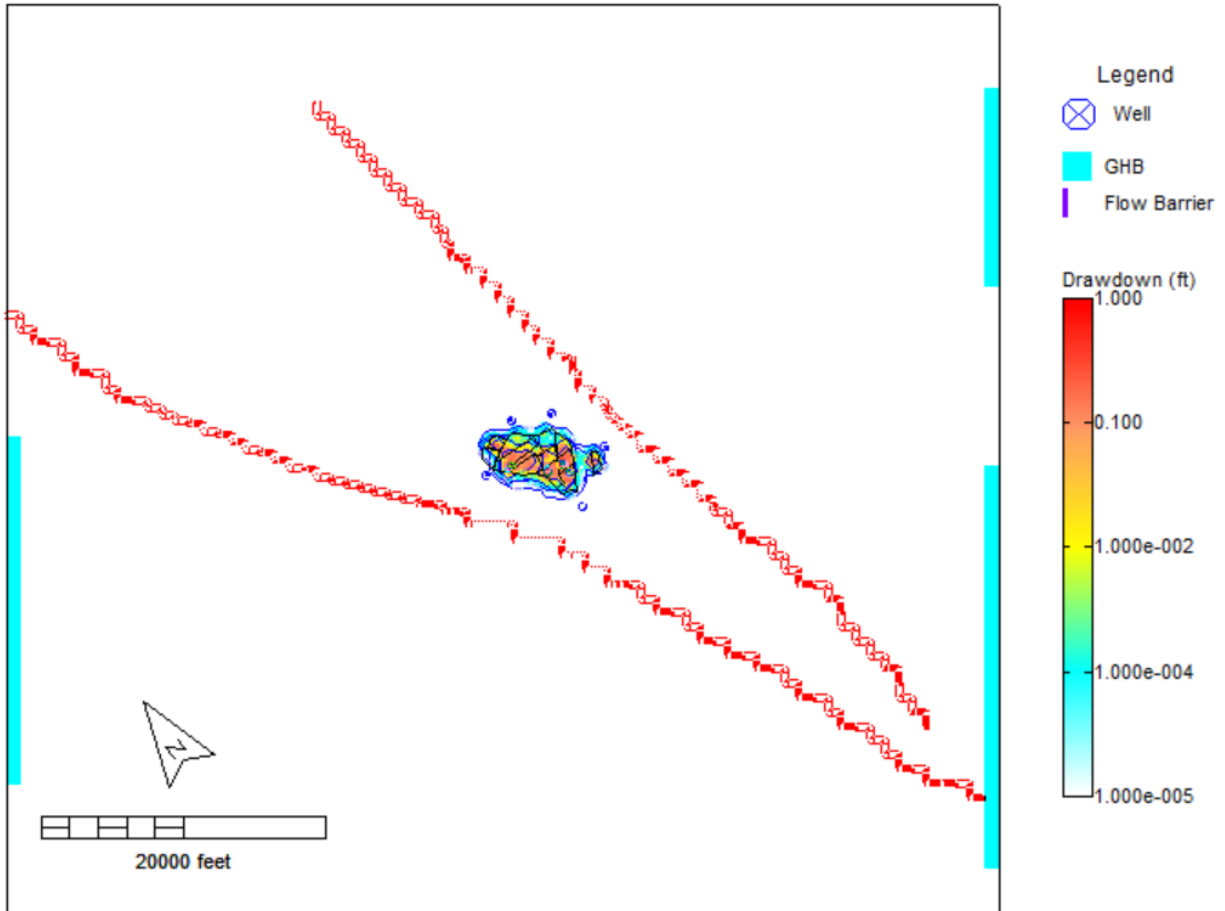 Legend
Well
GHB
Flow Barrier
Drawdown (ft)
1.000
0.100
1.000e-002
1.000e-004
1.000e-005
N
20000 feet